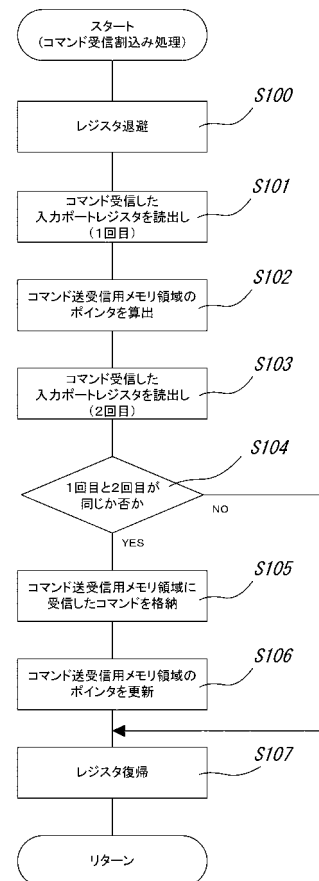 スタート
(コマンド受信割込み処理)
S100
レジスタ退避
S101
コマンド受信した
入力ポートレジスタを読出し
(1回目)
S102
コマンド送受信用メモリ領域の
ポインタを算出
S103
コマンド受信した
入力ポートレジスタを読出し
(2回目)
S104
1回目と2回目が
同じか否か
NO
YES
S105
コマンド送受信用メモリ領域に
受信したコマンドを格納
S106
コマンド送受信用メモリ領域の
ポインタを更新
S107
レジスタ復帰
リターン